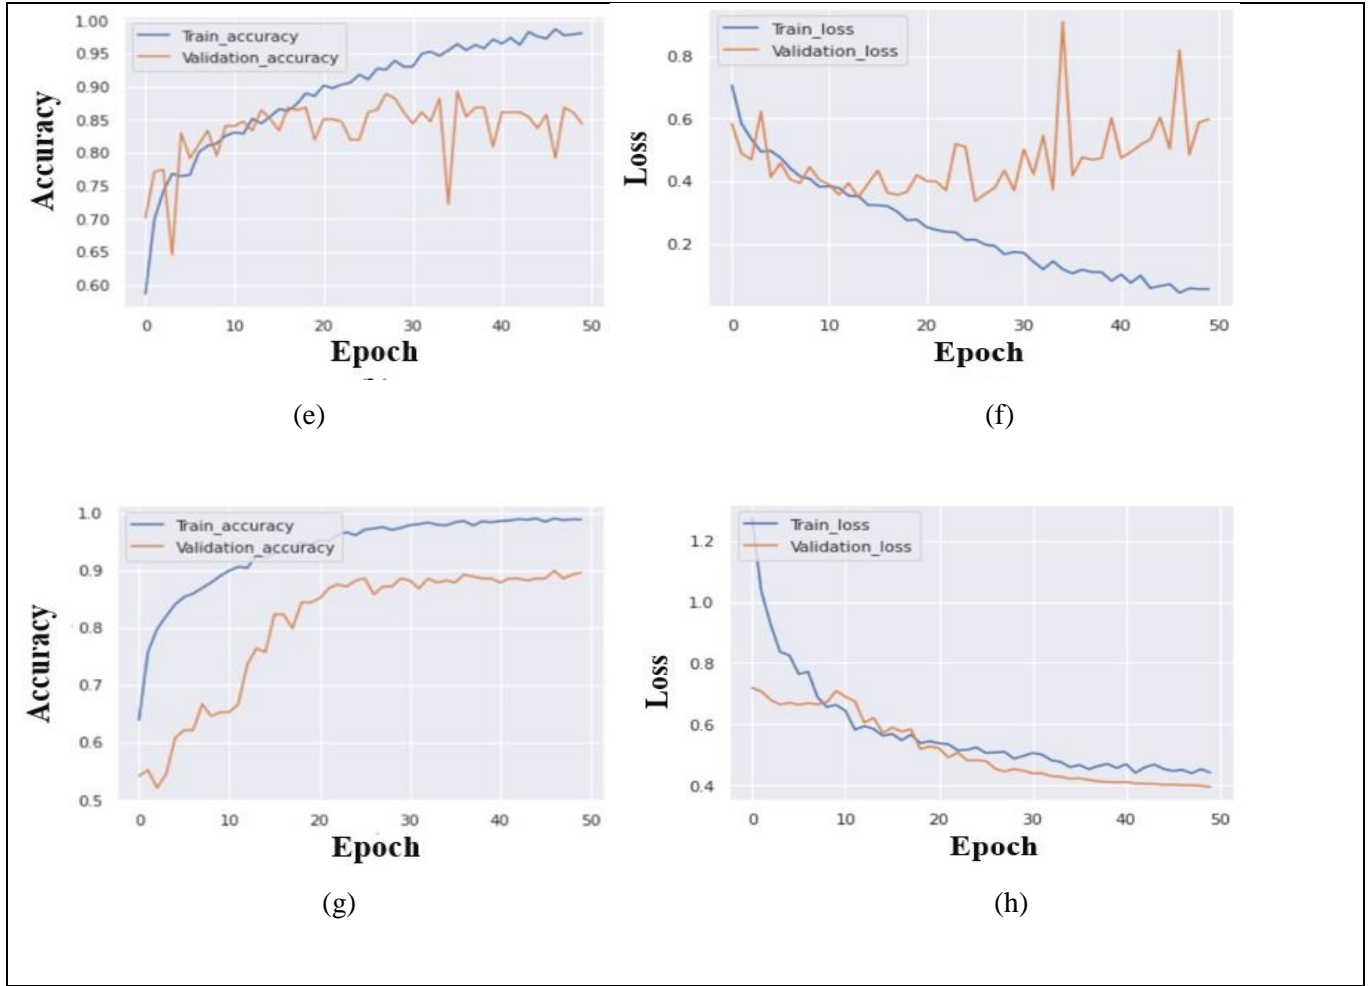 1.00
0.95
0.90
0.85
0.80
0.75
0.70
0.65
0.60
Train_accuracy
Validation_accuracy
Accuracy
0 10 20 30 40 50
Epoch
(e)
0.8
0.6
0.4
0.2
Train_loss
Validation_loss
Loss
0 10 20 30 40 50
Epoch
(f)
1.0
0.9
0.8
0.7
0.6
0.5
Train_accuracy
Validation_accuracy
Accuracy
0 10 20 30 40 50
Epoch
(g)
1.2
1.0
0.8
0.6
0.4
Train_loss
Validation_loss
Loss
0 10 20 30 40 50
Epoch
(h)